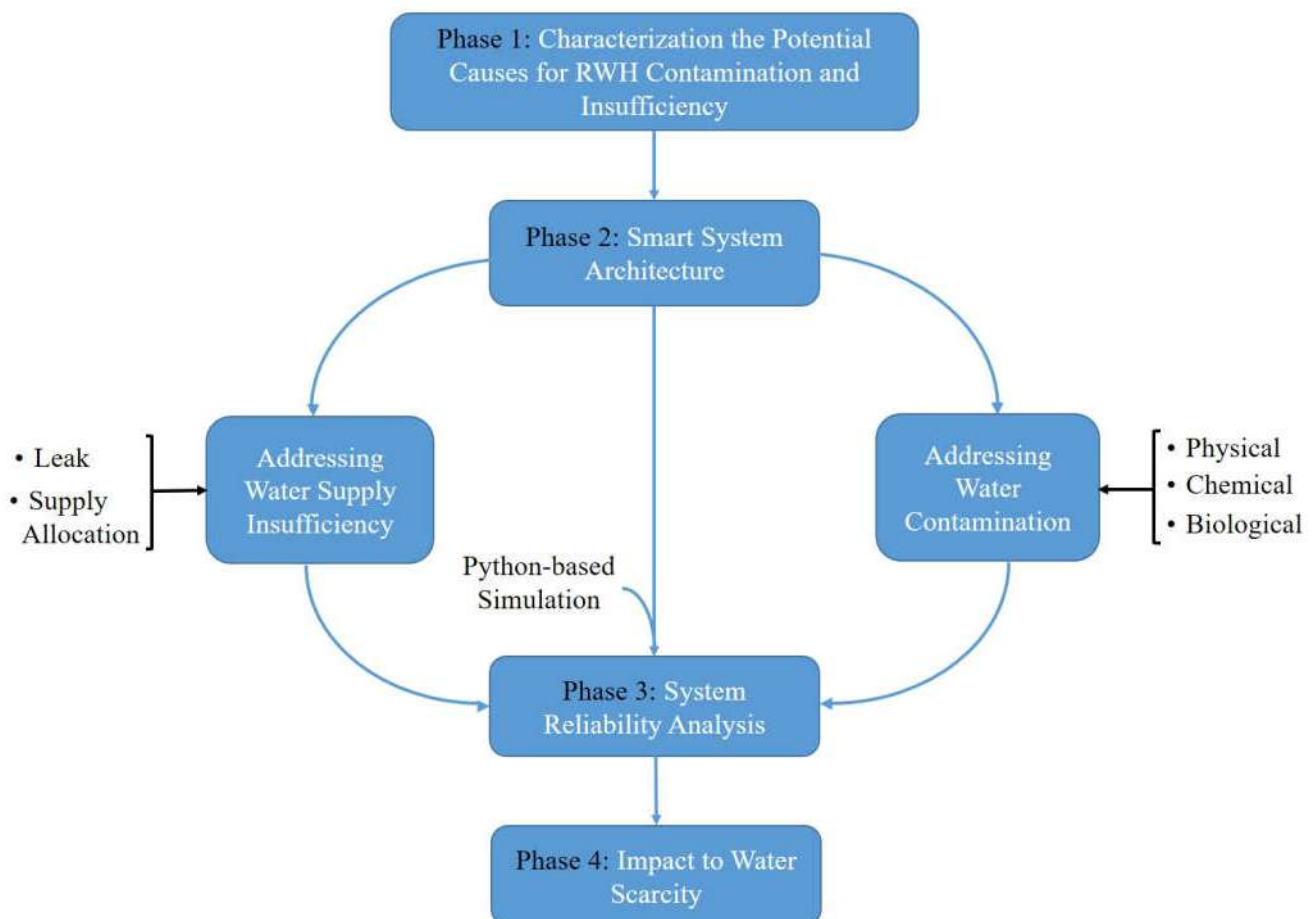 Phase 1: Characterization the Potential
Causes for RWH Contamination and
Insufficiency
Phase 2: Smart System
Architecture
• Leak
• Supply
Allocation
Addressing
Water Supply
Insufficiency
Addressing
Water
Contamination
• Physical
• Chemical
• Biological
Python-based
Simulation
Phase 3: System
Reliability Analysis
Phase 4: Impact to Water
Scarcity